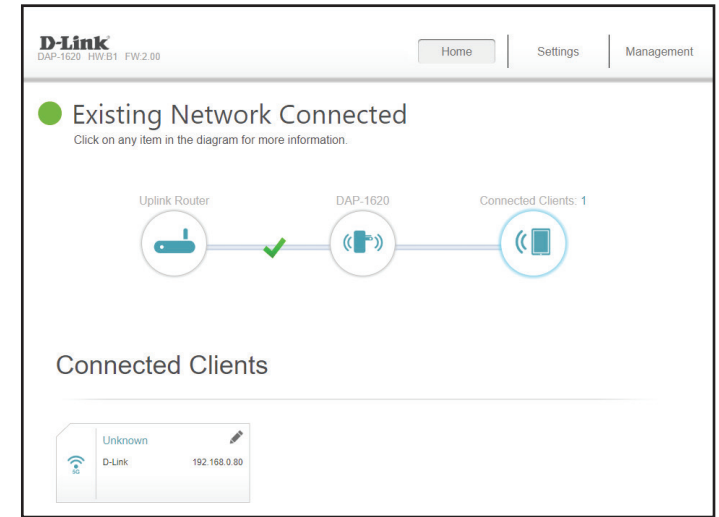 D-Link
DAP-1620 HW:B1 FW:2.00
Home
Settings
Management
Existing Network Connected
Click on any item in the diagram for more information.
Uplink Router
DAP-1620
Connected Clients: 1
Connected Clients
Unknown
5G
D-Link 192.168.0.80